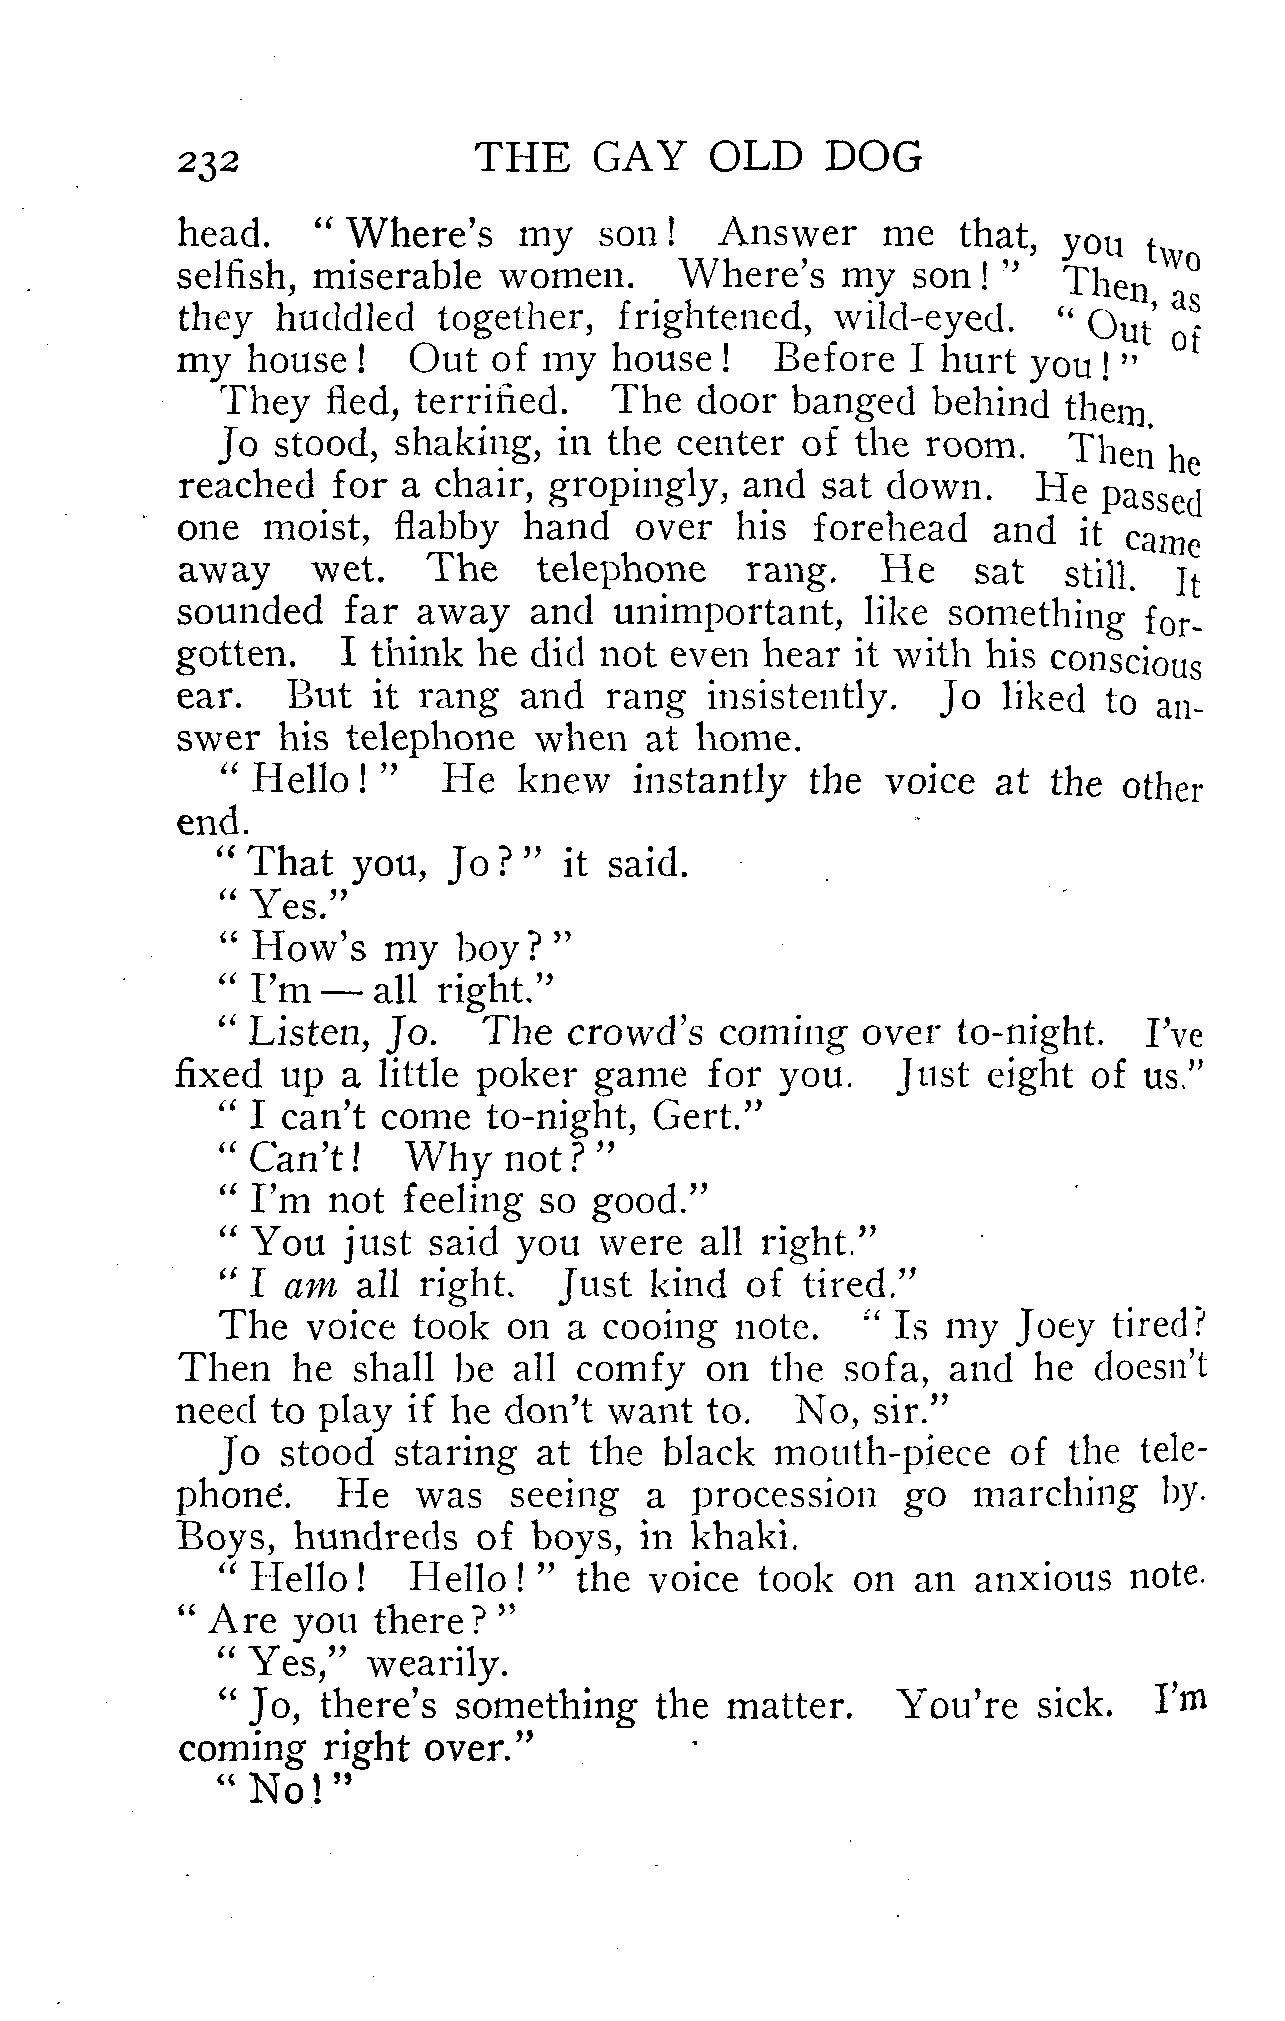 232 THE GAY OLD DOG
head. "Where's my son! Answer me that, you two
selfish, miserable women. Where's my son!" Then, as
they huddled together, frightened, wild-eyed. "Out of
my house! Out of my house! Before I hurt you!"
They fled, terrified. The door banged behind them.
Jo stood, shaking, in the center of the room. Then he
reached for a chair, gropingly, and sat down. He passed
one moist, flabby hand over his forehead and it came
away wet. The telephone rang. He sat still. It
sounded far away and unimportant, like something for-
gotten. I think he did not even hear it with his conscious
ear. But it rang and rang insistently. Jo liked to an-
swer his telephone when at home.
"Hello!" He knew instantly the voice at the other
end.
"That you, Jo?" it said.
"Yes."
"How's my boy?"
"I'm — all right."
"Listen, Jo. The crowd's coming over to-night. I've
fixed up a little poker game for you. Just eight of us."
"I can't come to-night, Gert."
"Can't! Why not?"
"I'm not feeling so good."
"You just said you were all right."
"I am all right. Just kind of tired."
The voice took on a cooing note. "Is my Joey tired?
Then he shall be all comfy on the sofa, and he doesn't
need to play if he don't want to. No, sir."
Jo stood staring at the black mouth-piece of the tele-
phone. He was seeing a procession go marching by.
Boys, hundreds of boys, in khaki.
"Hello! Hello!" the voice took on an anxious note.
"Are you there?"
"Yes," wearily.
"Jo, there's something the matter. You're sick. I'm
coming right over."
"No!"